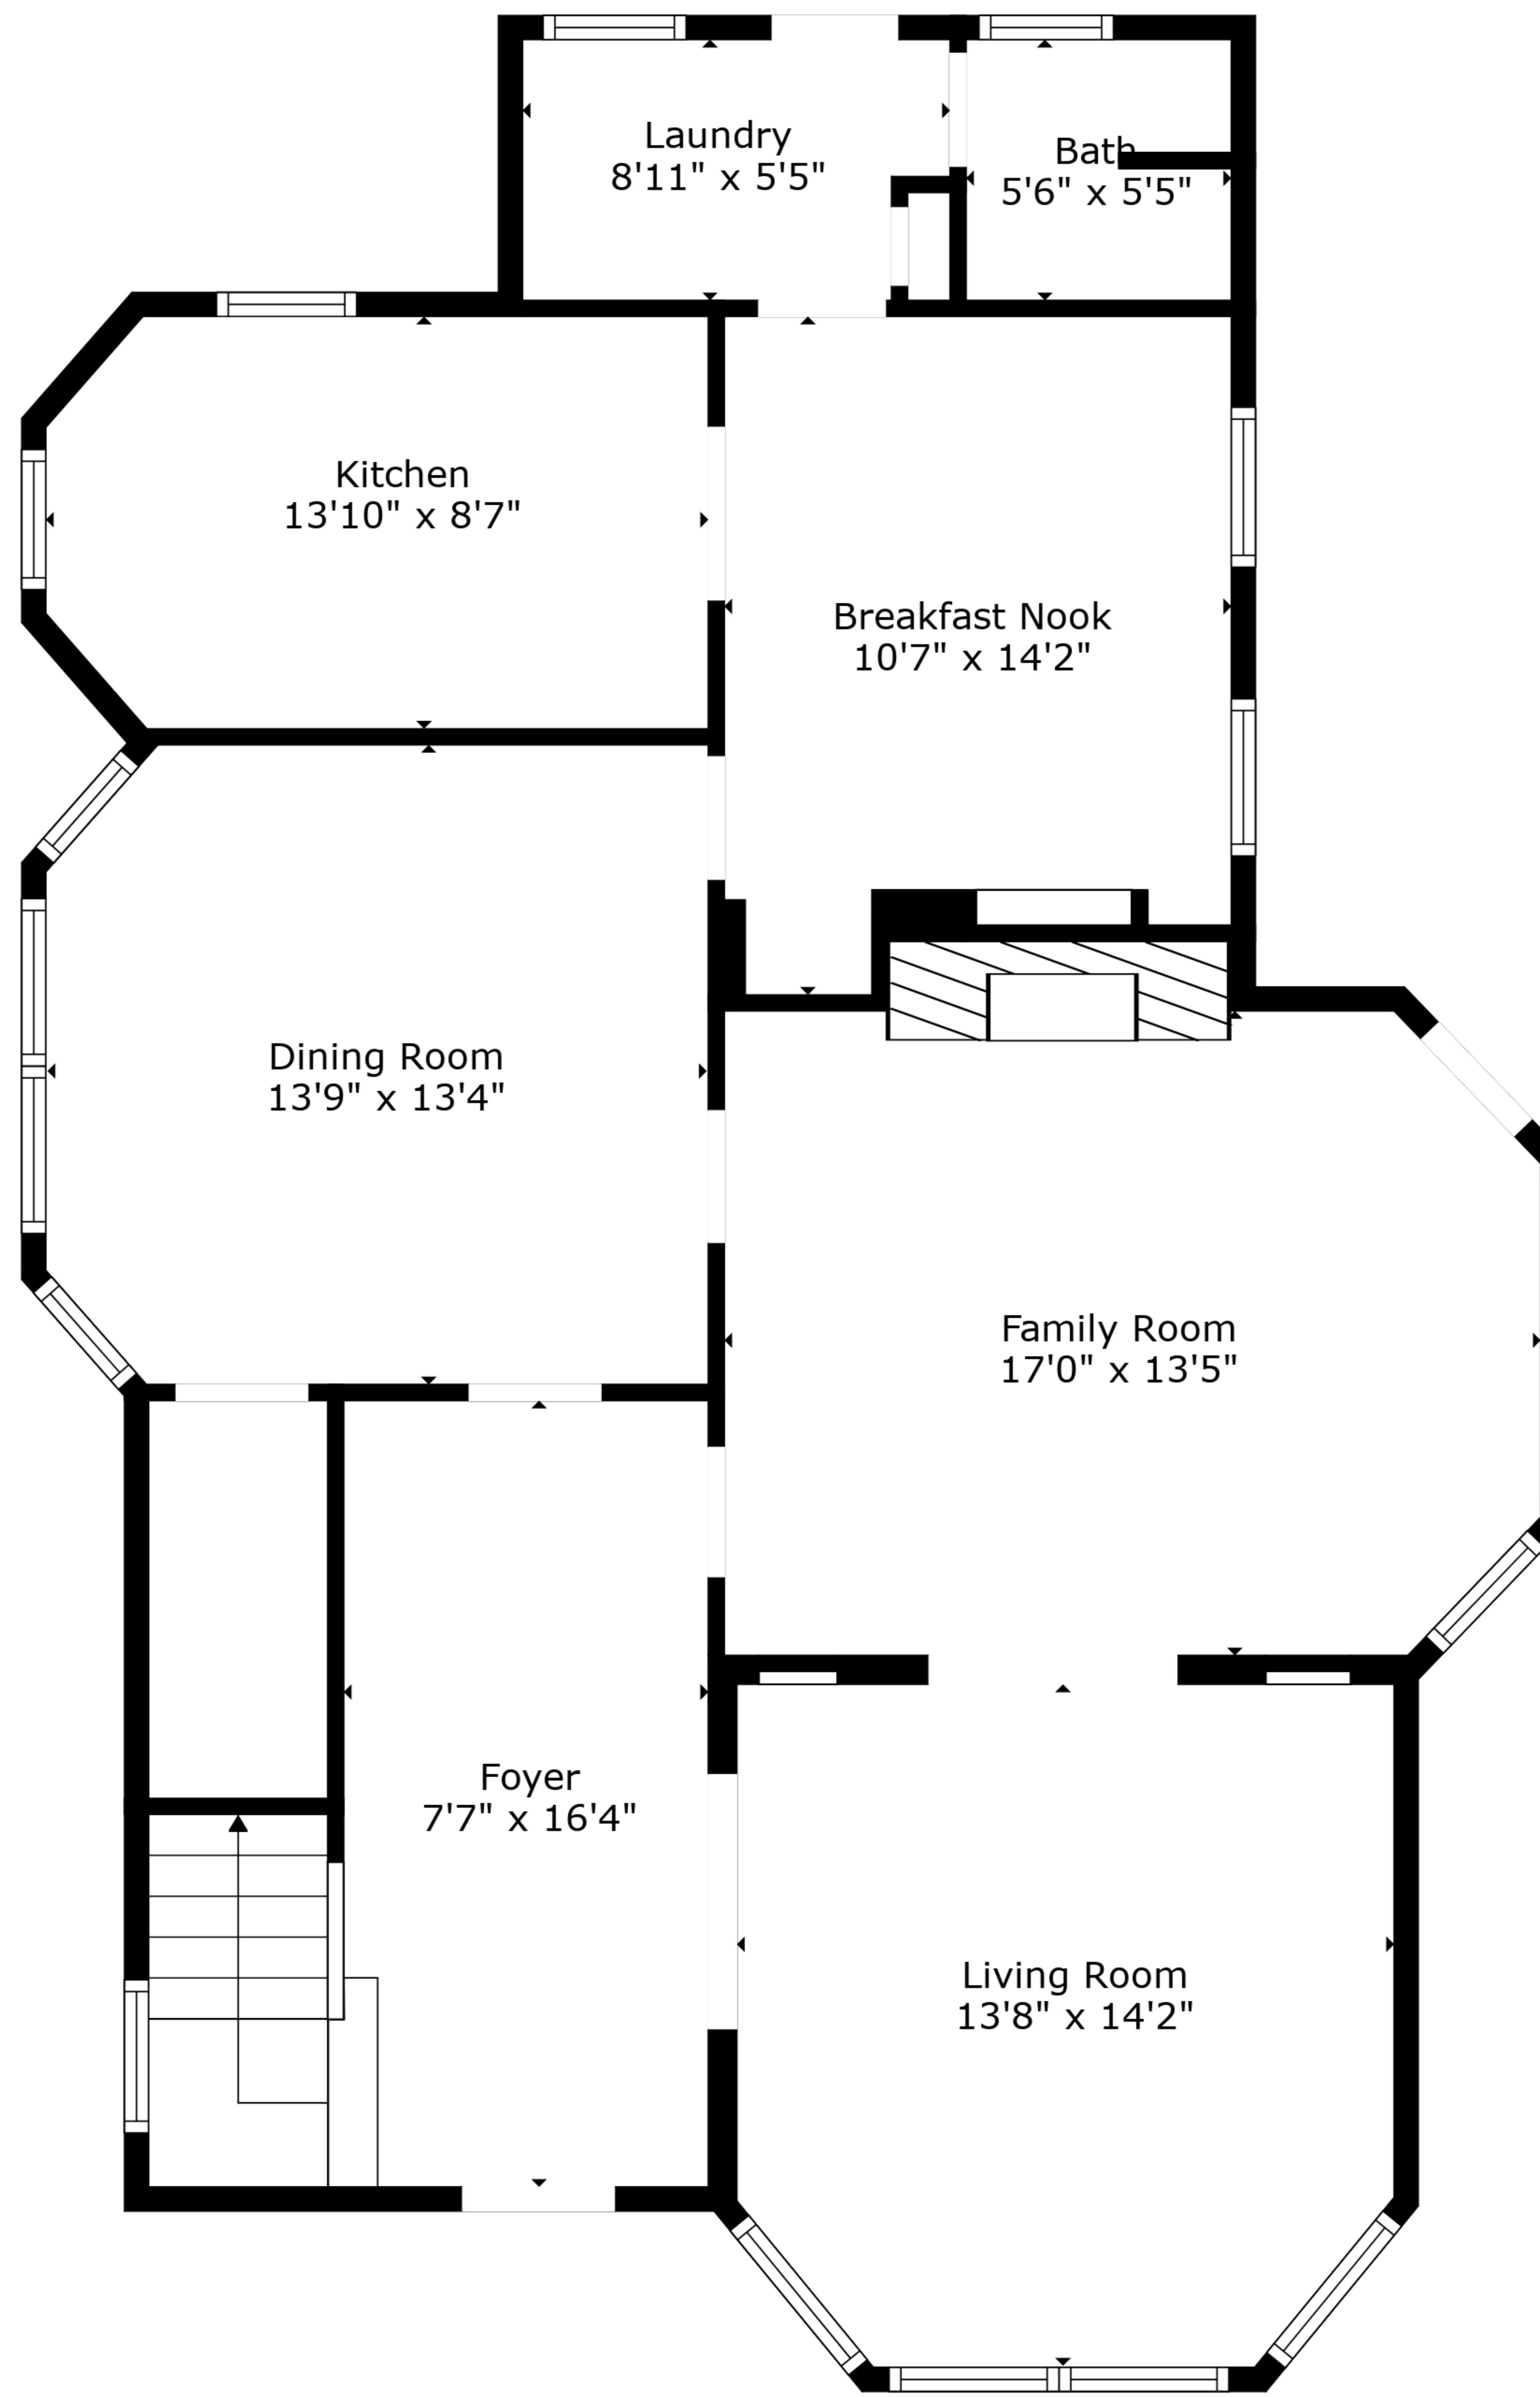 Laundry
8'11" x 5'5"
Bath
5'6" x 5'5"
Kitchen
13'10" x 8'7"
Breakfast Nook
10'7" x 14'2"
Dining Room
13'9" x 13'4"
Family Room
17'0" x 13'5"
Foyer
7'7" x 16'4"
Living Room
13'8" x 14'2"